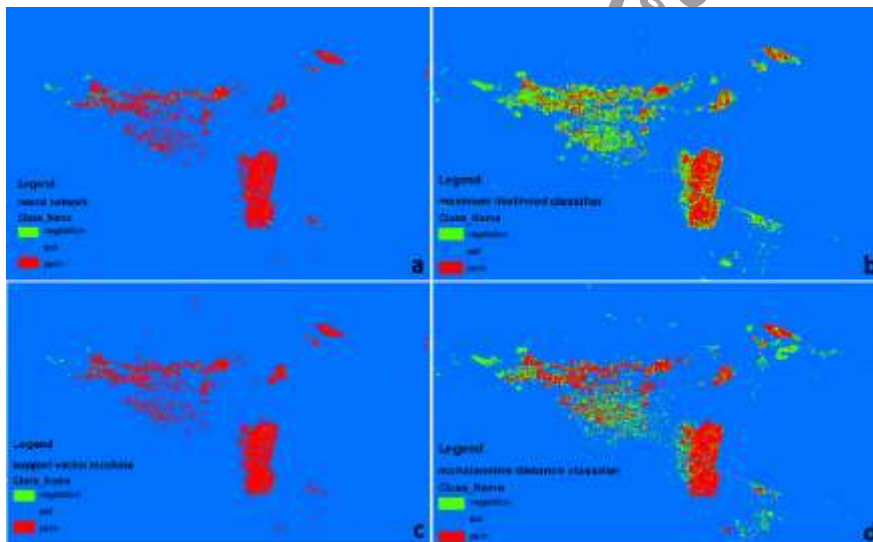 Legend
neural network
Class_Name
vegetation
soil
palm
a
Legend
maximum likelihood classifier
Class_Name
vegetation
soil
palm
b
Legend
support vector machine
Class_Name
vegetation
soil
palm
c
Legend
distance classifier
Class_Name
vegetation
soil
palm
d